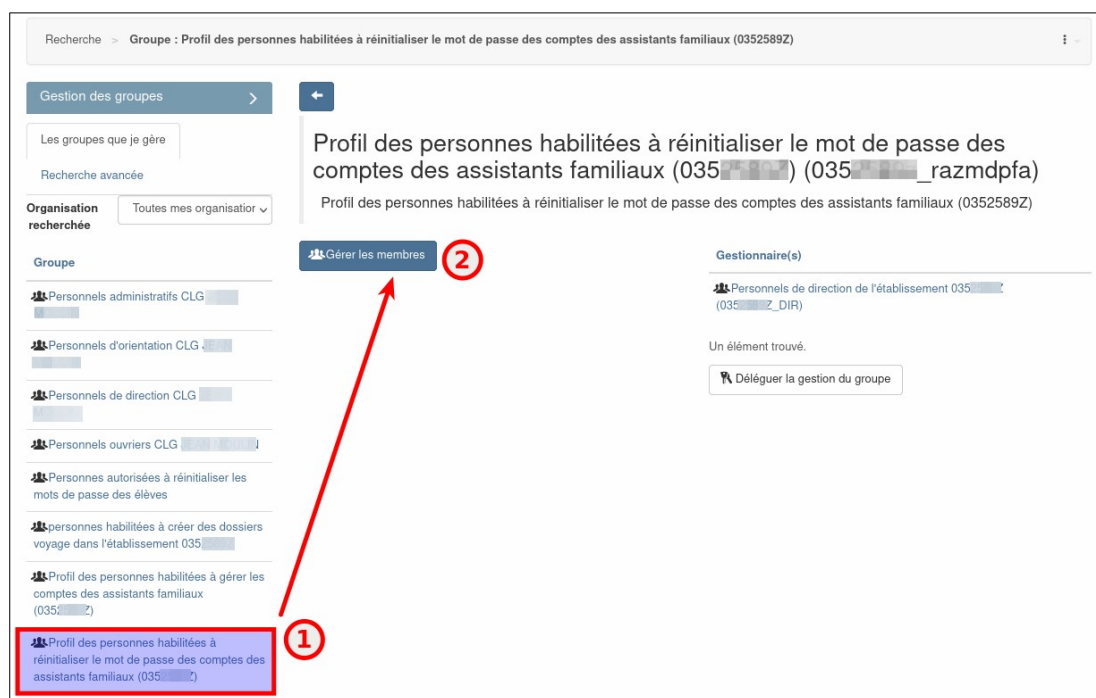 Recherche > Groupe : Profil des personnes habilitées à réinitialiser le mot de passe des comptes des assistants familiaux (0352589Z)
Gestion des groupes
Les groupes que je gère
Recherche avancée
Organisation
recherchée
Toutes mes organisatior
Groupe
Personnels administratifs CLG
Personnels d'orientation CLG
Personnels de direction CLG
Personnels ouvriers CLG
Personnes autorisées à réinitialiser les
mots de passe des élèves
personnes habilitées à créer des dossiers
voyage dans l'établissement 035
Profil des personnes habilitées à gérer les
comptes des assistants familiaux
(035 Z)
Profil des personnes habilitées à
réinitialiser le mot de passe des comptes des
assistants familiaux (035 Z)
1
Profil des personnes habilitées à réinitialiser le mot de passe des
comptes des assistants familiaux (035 ) (035 _razmdpfa)
Profil des personnes habilitées à réinitialiser le mot de passe des comptes des assistants familiaux (0352589Z)
Gérer les membres
2
Gestionnaire(s)
Personnels de direction de l'établissement 035
(035 Z_DIR)
Un élément trouvé.
Déléguer la gestion du groupe